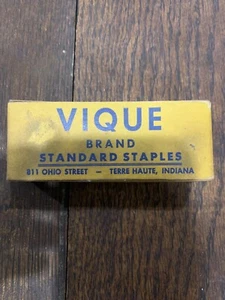 VIQUE
BRAND
STANDARD STAPLES
811 OHIO STREET — TERRE HAUTE, INDIANA